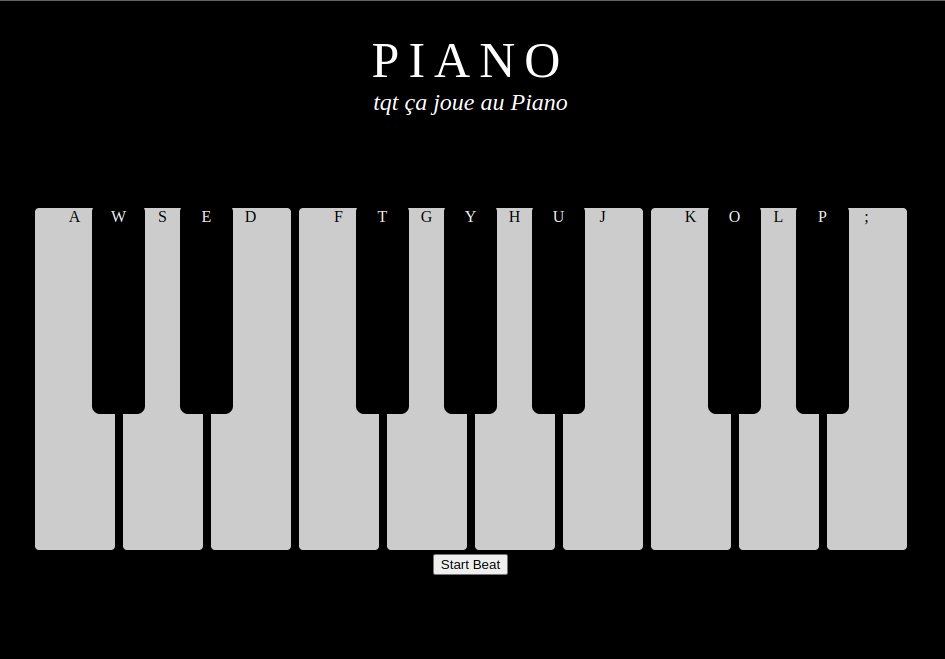 PIANO
tqt ça joue au Piano
A W S E D F T G Y H U J K O L P ;
Start Beat